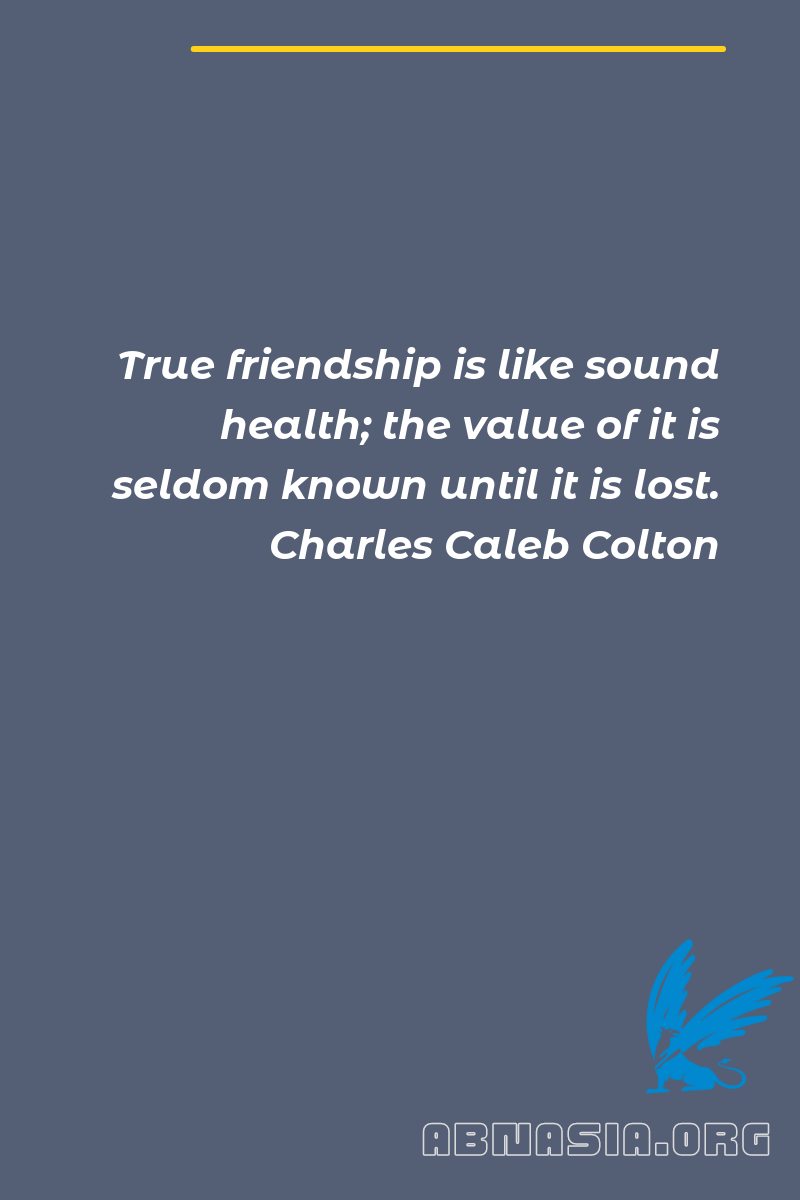 True friendship is like sound
health; the value of it is
seldom known until it is lost.
Charles Caleb Colton
ABNASIA.ORG